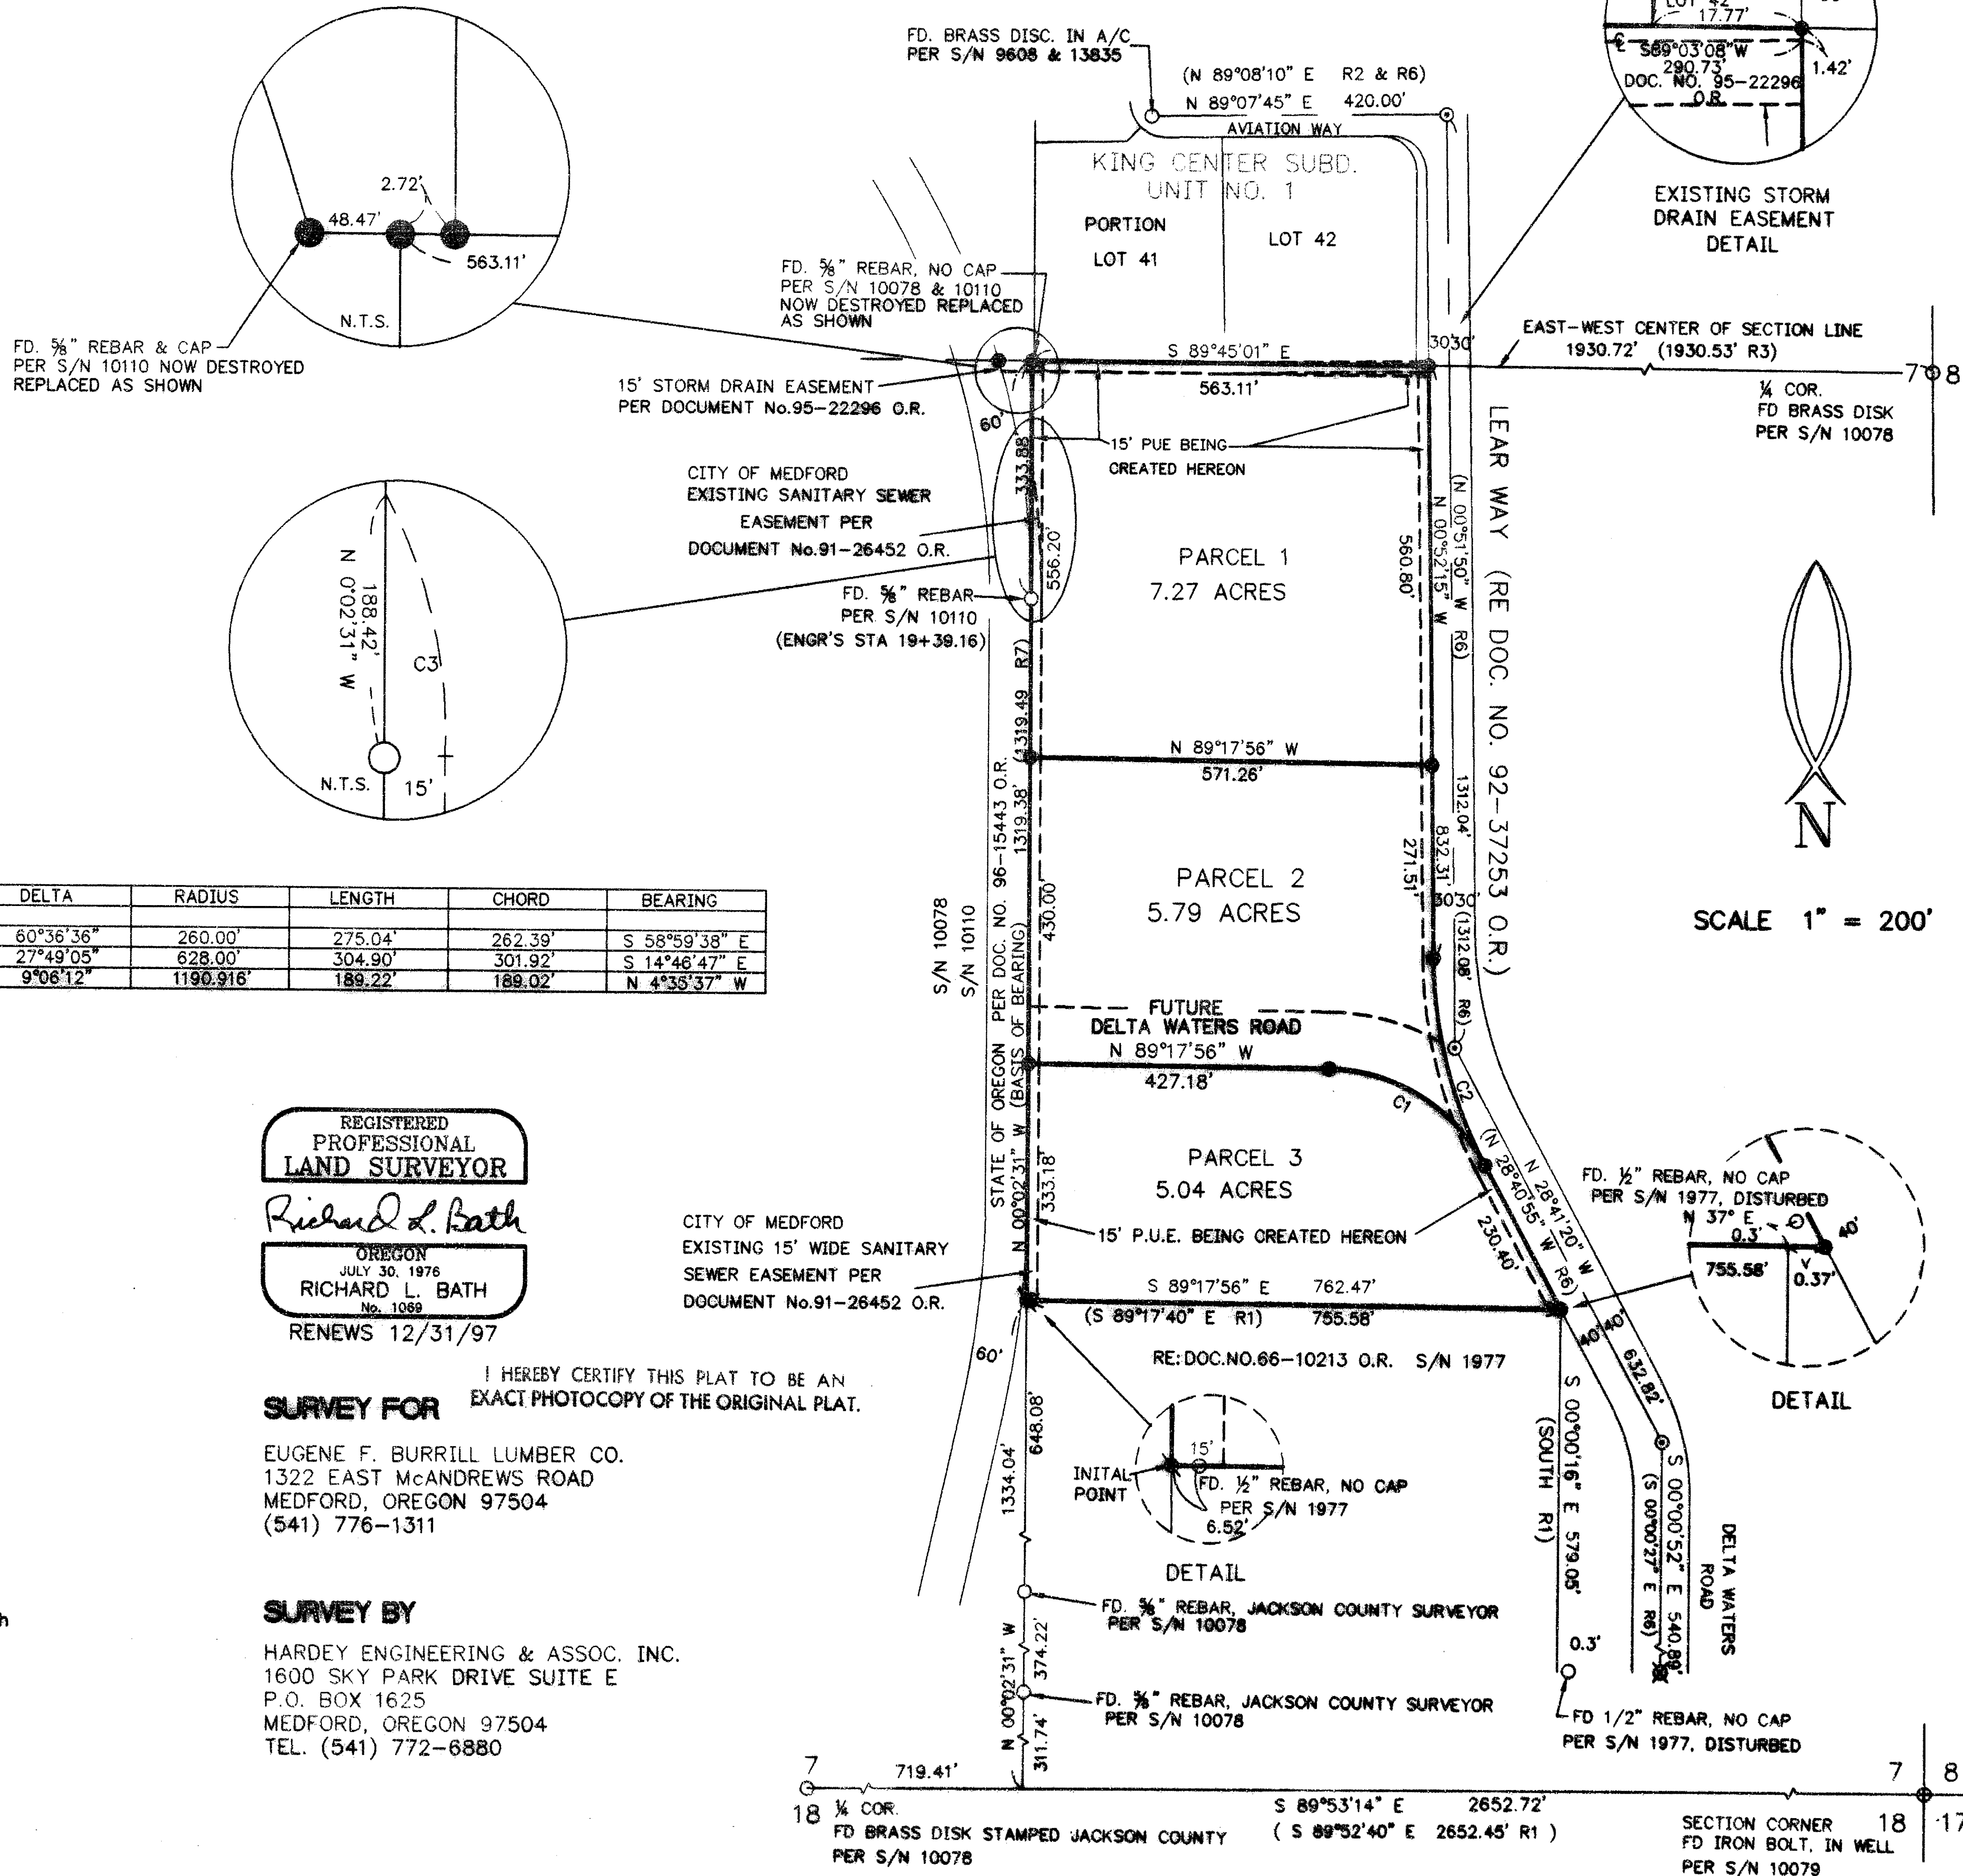 FD. BRASS DISC. IN A/C
PER S/N 9608 & 13835
(N 89°08'10" E R2 & R6)
N 89°07'45" E 420.00'
AVIATION WAY
KING CENTER SUBD.
UNIT NO. 1
PORTION
LOT 41
LOT 42
LOT 42
17.77'
S89°03'08"W
290.73'
1.42'
DOC. NO. 95-22296
O.R.
EXISTING STORM
DRAIN EASEMENT
DETAIL
2.72'
48.47'
563.11'
N.T.S.
FD. ⅝" REBAR & CAP
PER S/N 10110 NOW DESTROYED
REPLACED AS SHOWN
FD. ⅝" REBAR, NO CAP
PER S/N 10078 & 10110
NOW DESTROYED REPLACED
AS SHOWN
S 89°45'01" E
563.11'
30'30'
EAST-WEST CENTER OF SECTION LINE
1930.72' (1930.53' R3)
7 8
¼ COR.
FD BRASS DISK
PER S/N 10078
15' STORM DRAIN EASEMENT
PER DOCUMENT No.95-22296 O.R.
60'
15' PUE BEING
CREATED HEREON
CITY OF MEDFORD
EXISTING SANITARY SEWER
EASEMENT PER
DOCUMENT No.91-26452 O.R.
333.88'
556.20'
FD. ⅝" REBAR
PER S/N 10110
(ENGR'S STA 19+39.16)
PARCEL 1
7.27 ACRES
560.80'
N 00°52'15" W
(N 00°51'50" W R6)
LEAR WAY (RE DOC. NO. 92-37253 O.R.)
188.42'
N 0°02'31" W
C3
N.T.S.
15'
N 89°17'56" W
571.26'
N
SCALE 1" = 200'
1319.38' (1319.49 R7)
430.00'
PARCEL 2
5.79 ACRES
271.51'
832.31'
1312.04'
(1312.08' R6)
30'30'
DELTA RADIUS LENGTH CHORD BEARING
60°36'36" 260.00' 275.04' 262.39' S 58°59'38" E
27°49'05" 628.00' 304.90' 301.92' S 14°46'47" E
9°06'12" 1190.916' 189.22' 189.02' N 4°35'37" W
S/N 10078
S/N 10110
STATE OF OREGON PER DOC. NO. 96-15443 O.R.
N 00°02'31" W (BASIS OF BEARING)
FUTURE
DELTA WATERS ROAD
N 89°17'56" W
427.18'
C1
C2
PARCEL 3
5.04 ACRES
333.18'
15' P.U.E. BEING CREATED HEREON
230.40'
(N 28°40'55" W R6)
N 28°41'20" W
FD. ½" REBAR, NO CAP
PER S/N 1977, DISTURBED
N 37° E
0.3'
40'
755.58'
0.37'
DETAIL
REGISTERED
PROFESSIONAL
LAND SURVEYOR
Richard L. Bath
OREGON
JULY 30, 1976
RICHARD L. BATH
No. 1069
RENEWS 12/31/97
CITY OF MEDFORD
EXISTING 15' WIDE SANITARY
SEWER EASEMENT PER
DOCUMENT No.91-26452 O.R.
S 89°17'56" E 762.47'
(S 89°17'40" E R1) 755.58'
RE: DOC.NO.66-10213 O.R. S/N 1977
60'
40'40'
632.82'
I HEREBY CERTIFY THIS PLAT TO BE AN
EXACT PHOTOCOPY OF THE ORIGINAL PLAT.
SURVEY FOR
EUGENE F. BURRILL LUMBER CO.
1322 EAST McANDREWS ROAD
MEDFORD, OREGON 97504
(541) 776-1311
1334.04'
648.08'
INITAL
POINT
15'
FD. ½" REBAR, NO CAP
PER S/N 1977
6.52'
DETAIL
S 00°00'16" E 579.05'
(SOUTH R1)
S 00°00'52" E 540.89'
(S 00°00'27" E R6)
DELTA WATERS
ROAD
FD. ⅝" REBAR, JACKSON COUNTY SURVEYOR
PER S/N 10078
374.22'
N 00°02'31" W
FD. ⅝" REBAR, JACKSON COUNTY SURVEYOR
PER S/N 10078
311.74'
0.3'
FD 1/2" REBAR, NO CAP
PER S/N 1977, DISTURBED
SURVEY BY
HARDEY ENGINEERING & ASSOC. INC.
1600 SKY PARK DRIVE SUITE E
P.O. BOX 1625
MEDFORD, OREGON 97504
TEL. (541) 772-6880
7
18
719.41'
¼ COR.
FD BRASS DISK STAMPED JACKSON COUNTY
PER S/N 10078
S 89°53'14" E 2652.72'
( S 89°52'40" E 2652.45' R1 )
7 8
18 17
SECTION CORNER
FD IRON BOLT, IN WELL
PER S/N 10079